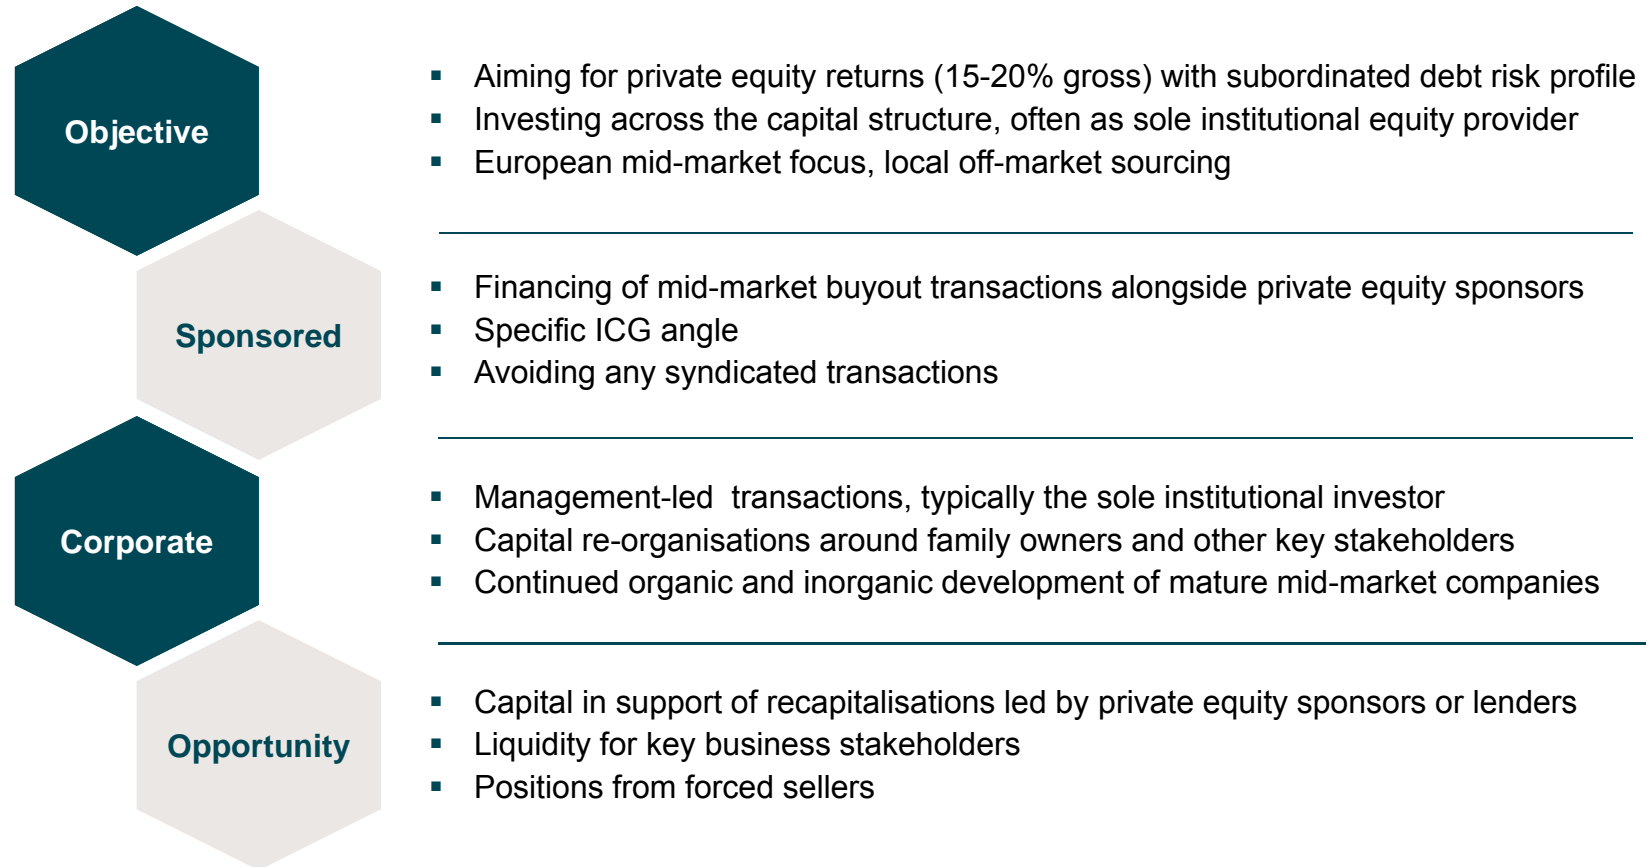 Objective
▪ Aiming for private equity returns (15-20% gross) with subordinated debt risk profile
▪ Investing across the capital structure, often as sole institutional equity provider
▪ European mid-market focus, local off-market sourcing
Sponsored
▪ Financing of mid-market buyout transactions alongside private equity sponsors
▪ Specific ICG angle
▪ Avoiding any syndicated transactions
Corporate
▪ Management-led  transactions, typically the sole institutional investor
▪ Capital re-organisations around family owners and other key stakeholders
▪ Continued organic and inorganic development of mature mid-market companies
Opportunity
▪ Capital in support of recapitalisations led by private equity sponsors or lenders
▪ Liquidity for key business stakeholders
▪ Positions from forced sellers